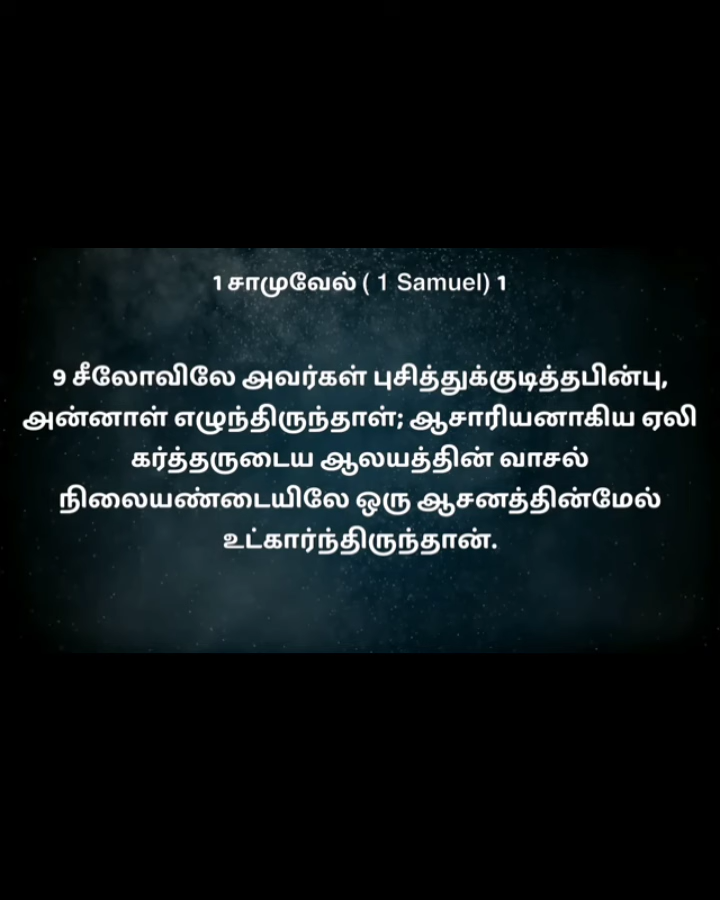 1 சாமுவேல் ( 1 Samuel) 1
9 சீலோவிலே அவர்கள் புசித்துக்குடித்தபின்பு,
அன்னாள் எழுந்திருந்தாள்; ஆசாரியனாகிய ஏலி
கர்த்தருடைய ஆலயத்தின் வாசல்
நிலையண்டையிலே ஒரு ஆசனத்தின்மேல்
உட்கார்ந்திருந்தான்.